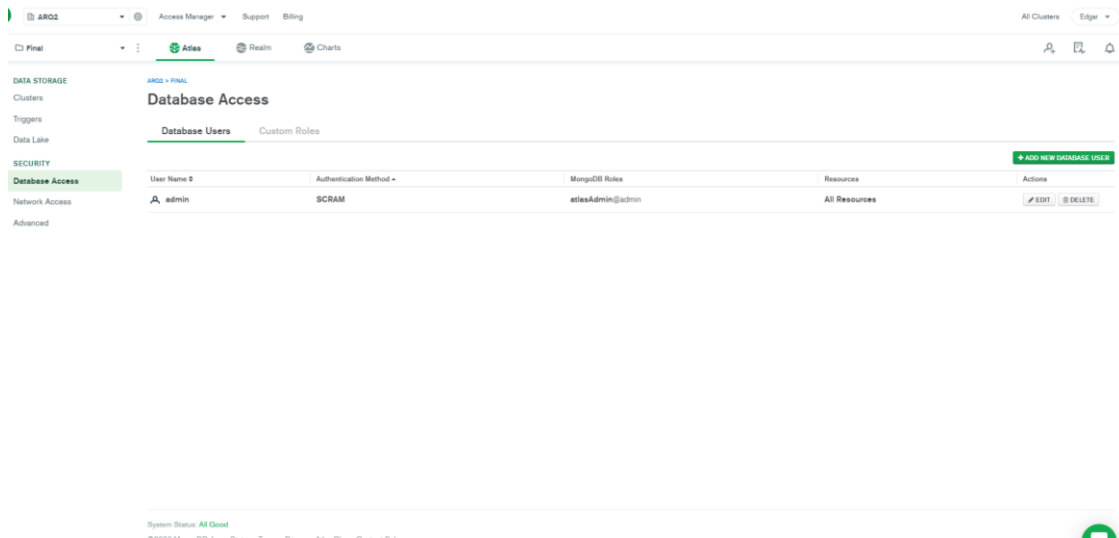 ARQ2 Access Manager Support Billing All Clusters Edgar
Final Atlas Realm Charts
DATA STORAGE
Clusters
Triggers
Data Lake
SECURITY
Database Access
Network Access
Advanced
ARQ2 > FINAL
Database Access
Database Users Custom Roles
+ ADD NEW DATABASE USER
User Name Authentication Method MongoDB Roles Resources Actions
admin SCRAM atlasAdmin@admin All Resources EDIT DELETE
System Status: All Good